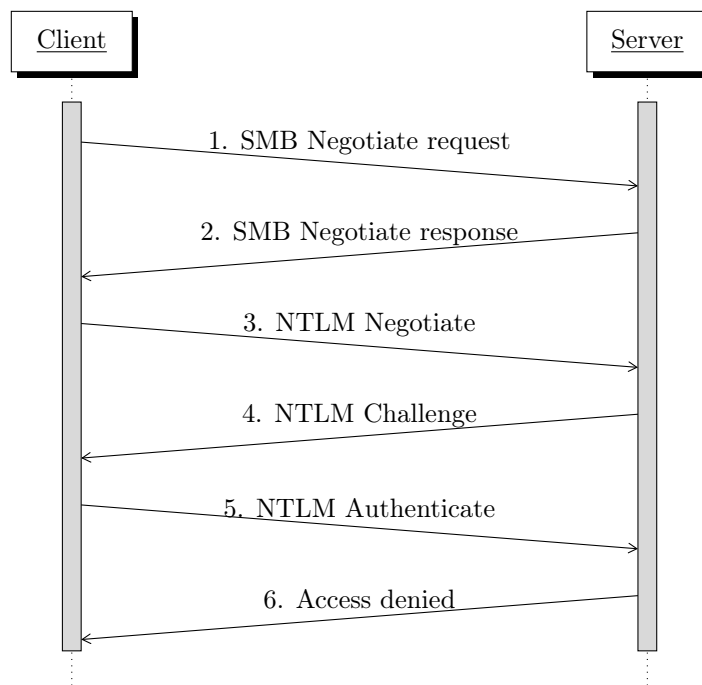 Client
Server
1. SMB Negotiate request
2. SMB Negotiate response
3. NTLM Negotiate
4. NTLM Challenge
5. NTLM Authenticate
6. Access denied